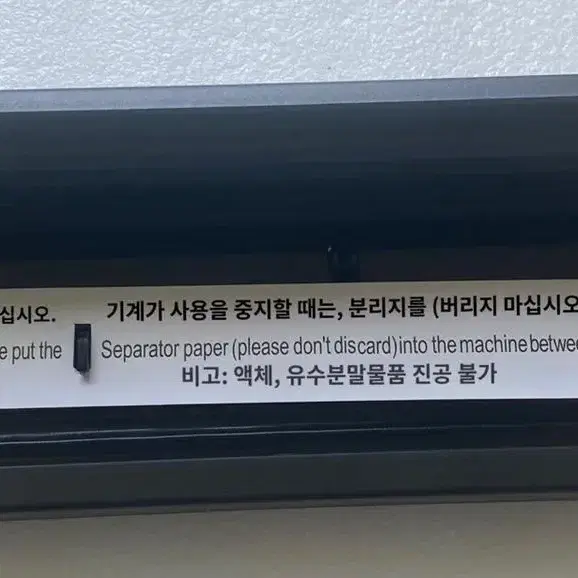 십시오. 기계가 사용을 중지할 때는, 분리지를 (버리지 마십시오
e put the Separator paper (please don't discard)into the machine betwee
비고: 액체, 유수분말물품 진공 불가